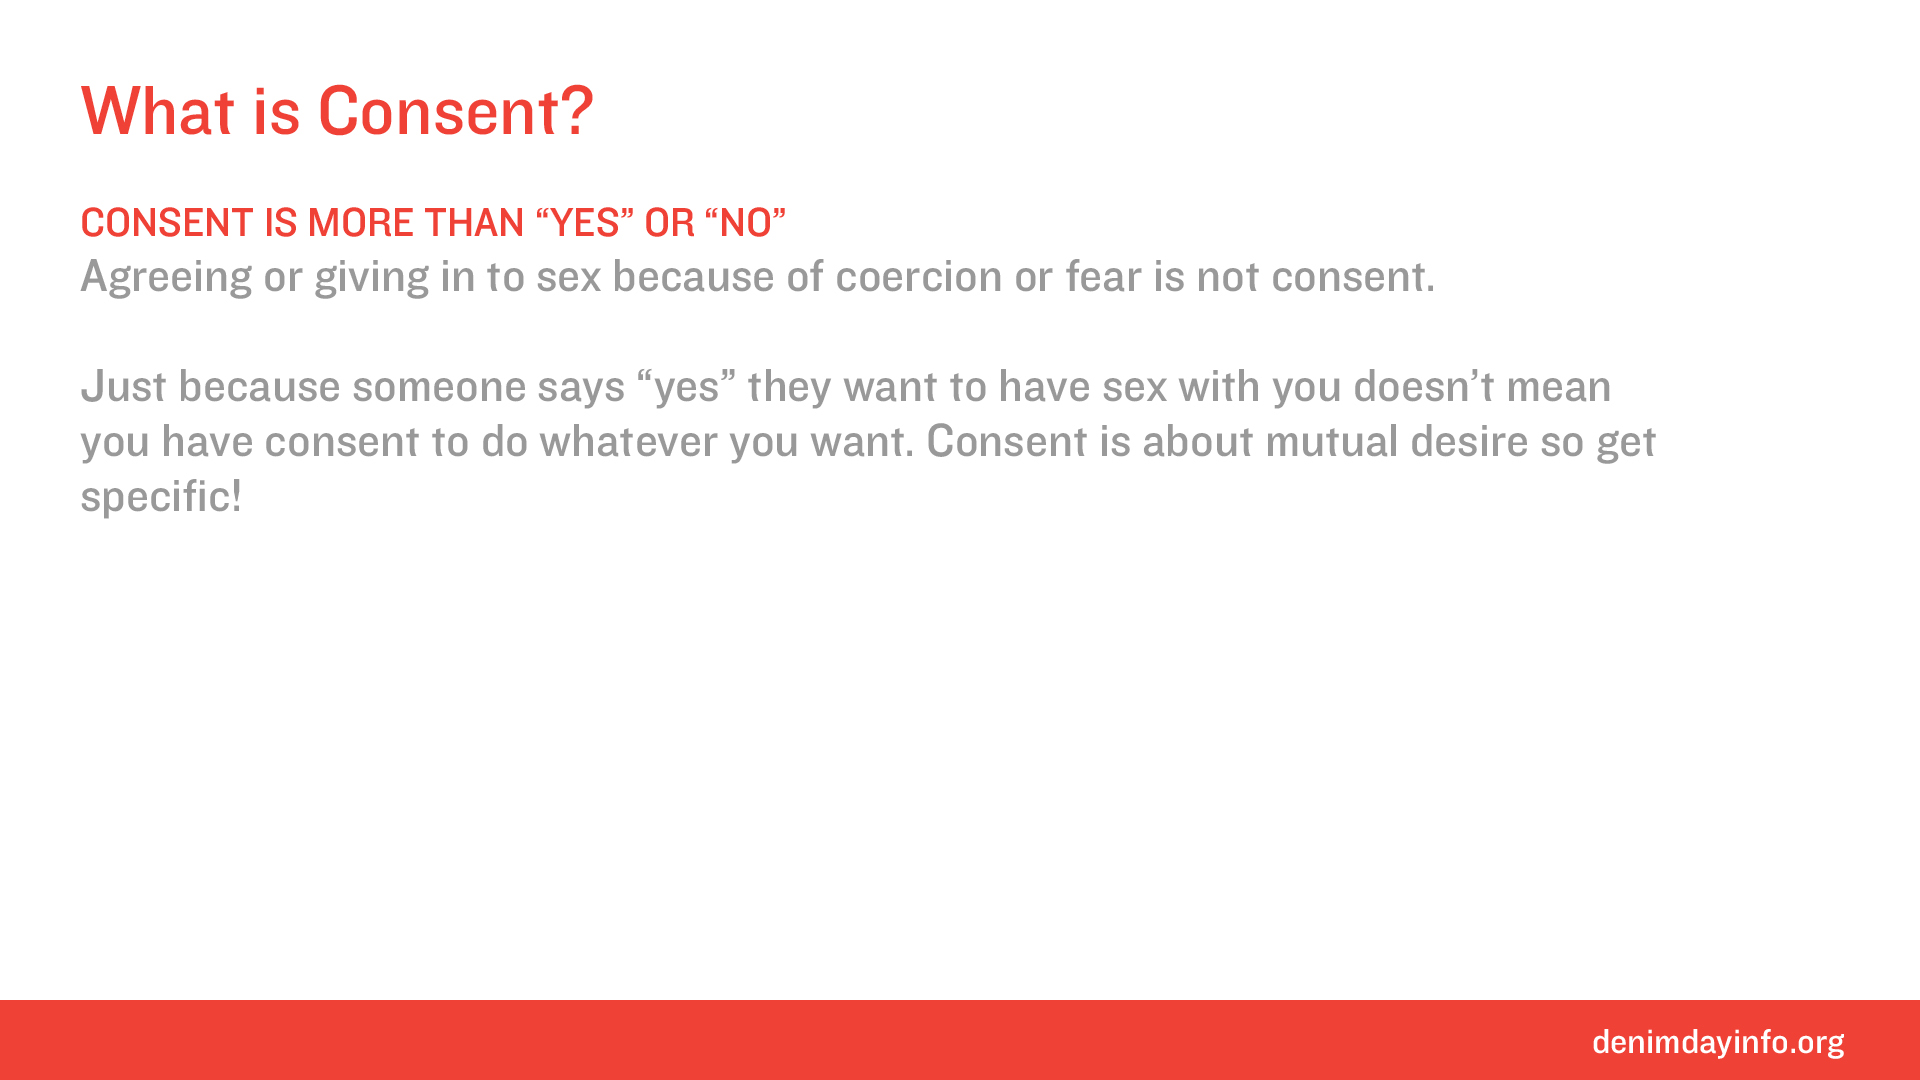 What is Consent?
CONSENT IS MORE THAN “YES” OR “NO”
Agreeing or giving in to sex because of coercion or fear is not consent.
Just because someone says “yes” they want to have sex with you doesn’t mean
you have consent to do whatever you want. Consent is about mutual desire so get
specific!
denimdayinfo.org